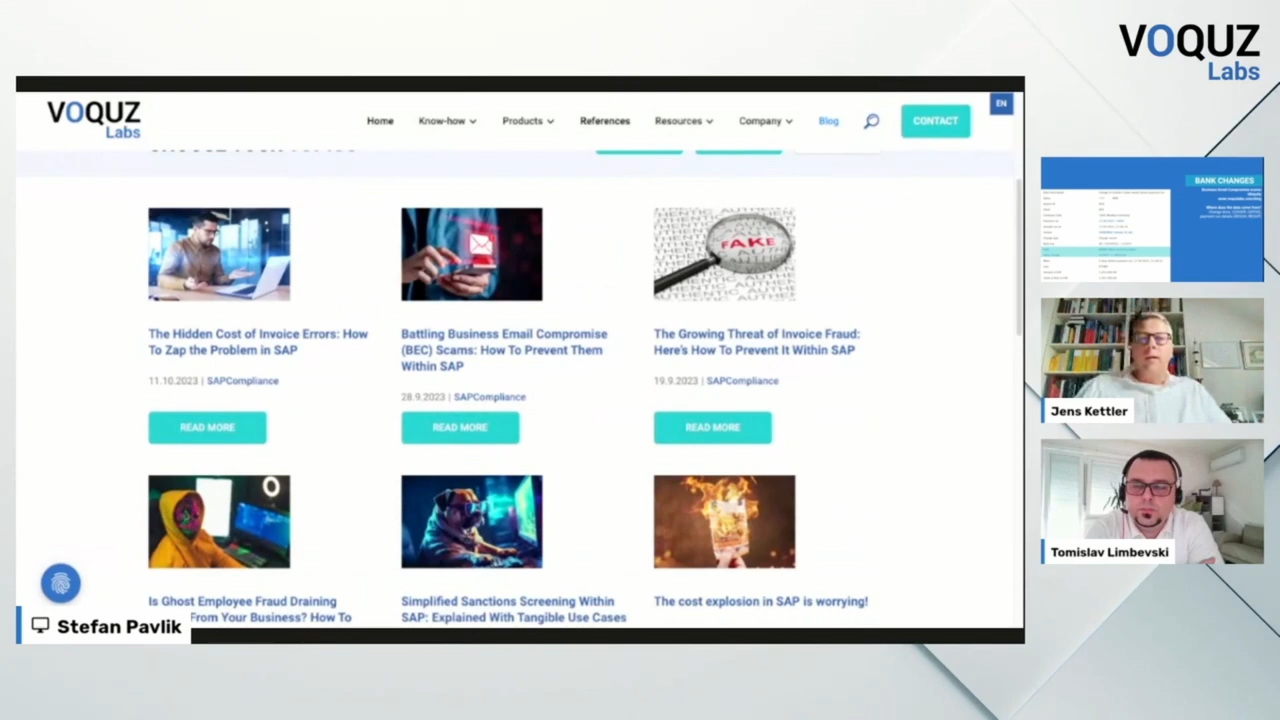 VOQUZ
Labs
VOQUZ
Labs
Home
Know-how
Products
References
Resources
Company
Blog
CONTACT
EN
FAKE
The Hidden Cost of Invoice Errors: How
To Zap the Problem in SAP
11.10.2023 | SAPCompliance
READ MORE
Battling Business Email Compromise
(BEC) Scams: How To Prevent Them
Within SAP
28.9.2023 | SAPCompliance
READ MORE
The Growing Threat of Invoice Fraud:
Here's How To Prevent It Within SAP
19.9.2023 | SAPCompliance
READ MORE
Is Ghost Employee Fraud Draining
From Your Business? How To
Simplified Sanctions Screening Within
SAP: Explained With Tangible Use Cases
The cost explosion in SAP is worrying!
Stefan Pavlik
BANK CHANGES
Jens Kettler
Tomislav Limbevski